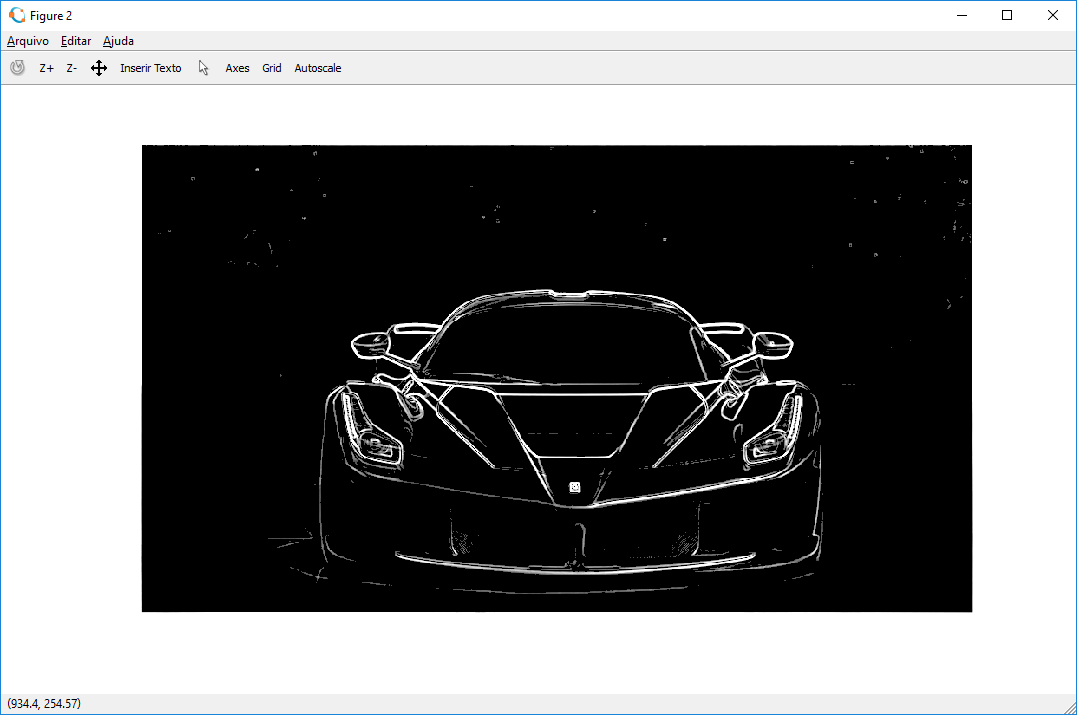 Figure 2
Arquivo Editar Ajuda
Z+ Z- Inserir Texto Axes Grid Autoscale
(934.4, 254.57)